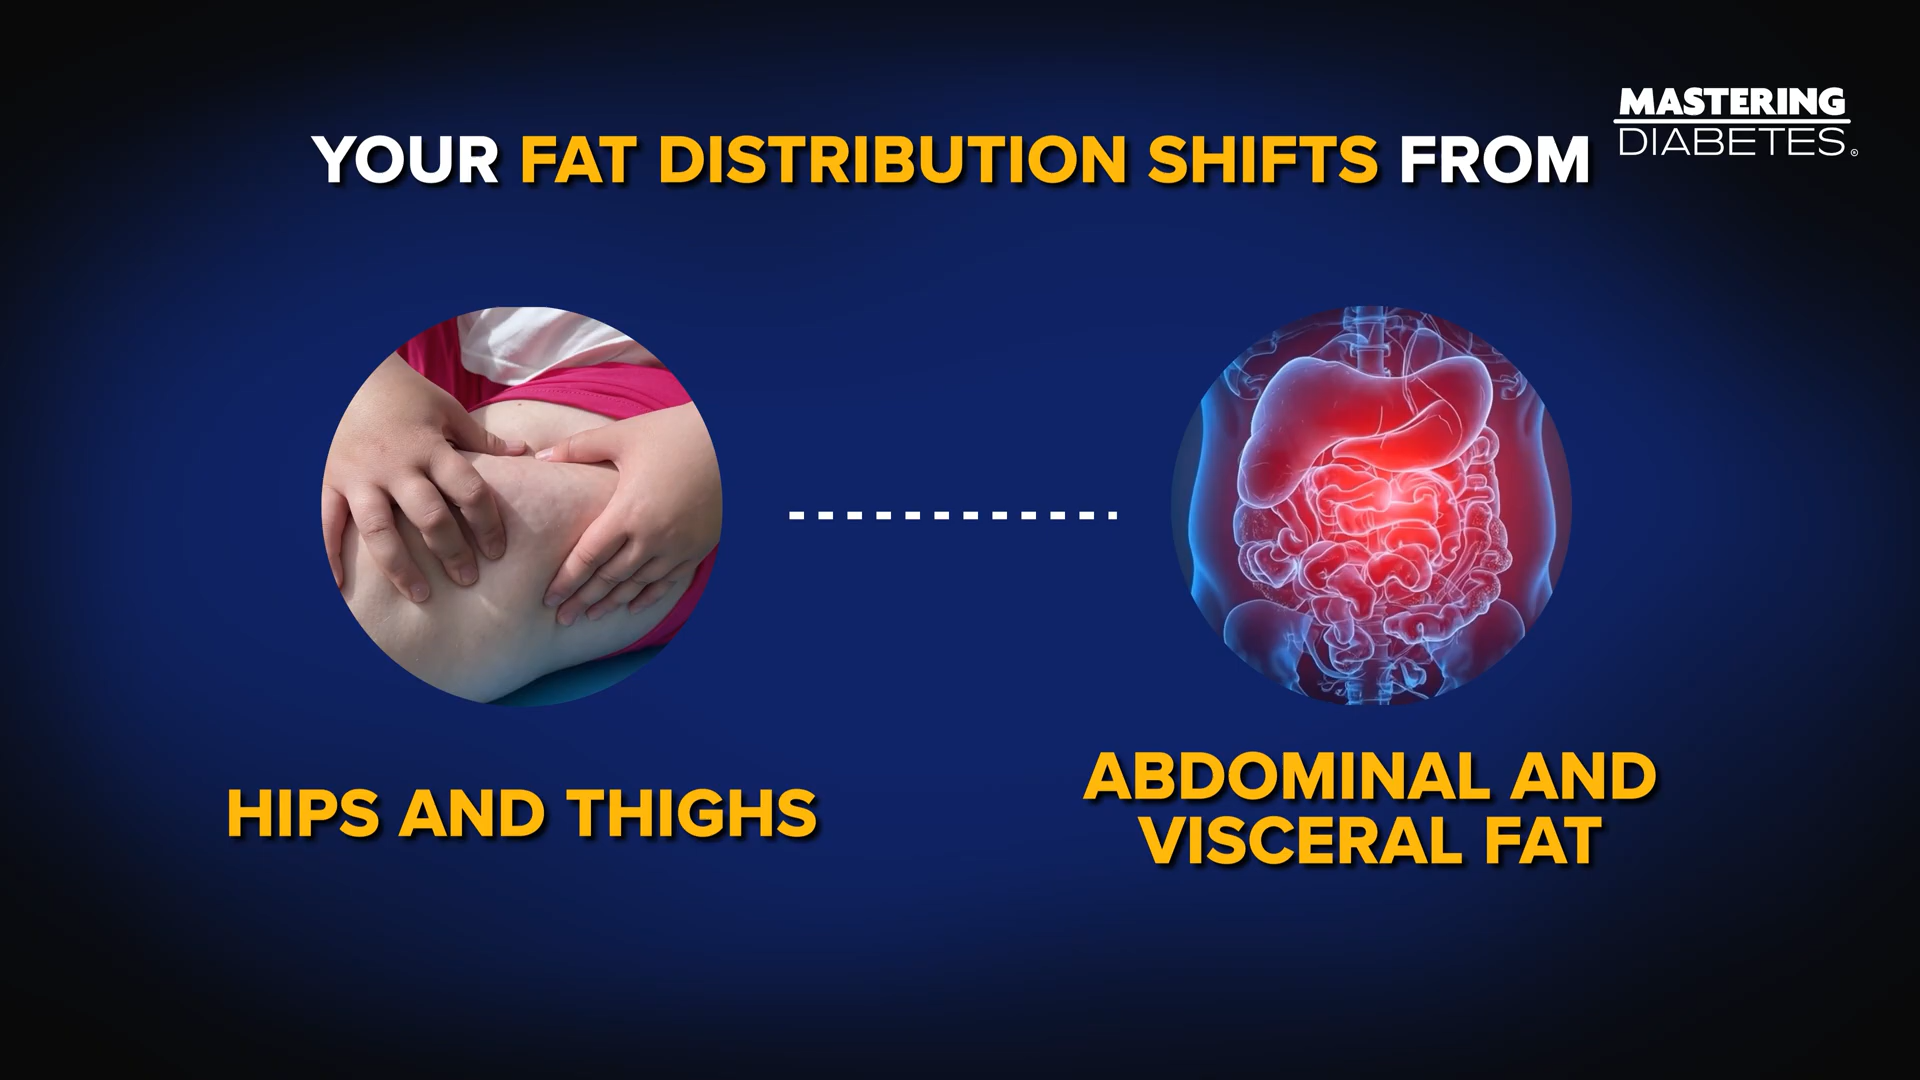 YOUR FAT DISTRIBUTION SHIFTS FROM
MASTERING
DIABETES®
HIPS AND THIGHS
ABDOMINAL AND
VISCERAL FAT